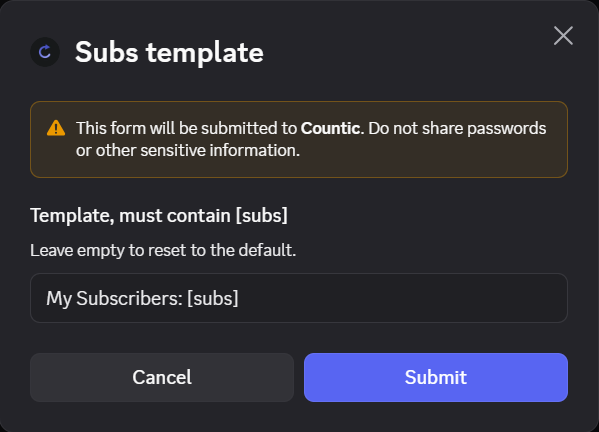 Subs template
This form will be submitted to Countic. Do not share passwords
or other sensitive information.
Template, must contain [subs]
Leave empty to reset to the default.
My Subscribers: [subs]
Cancel
Submit